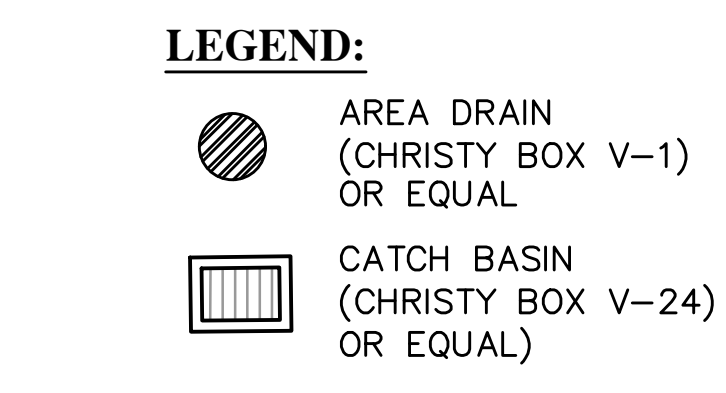 LEGEND:
AREA DRAIN
(CHRISTY BOX V-1)
OR EQUAL
CATCH BASIN
(CHRISTY BOX V-24)
OR EQUAL)